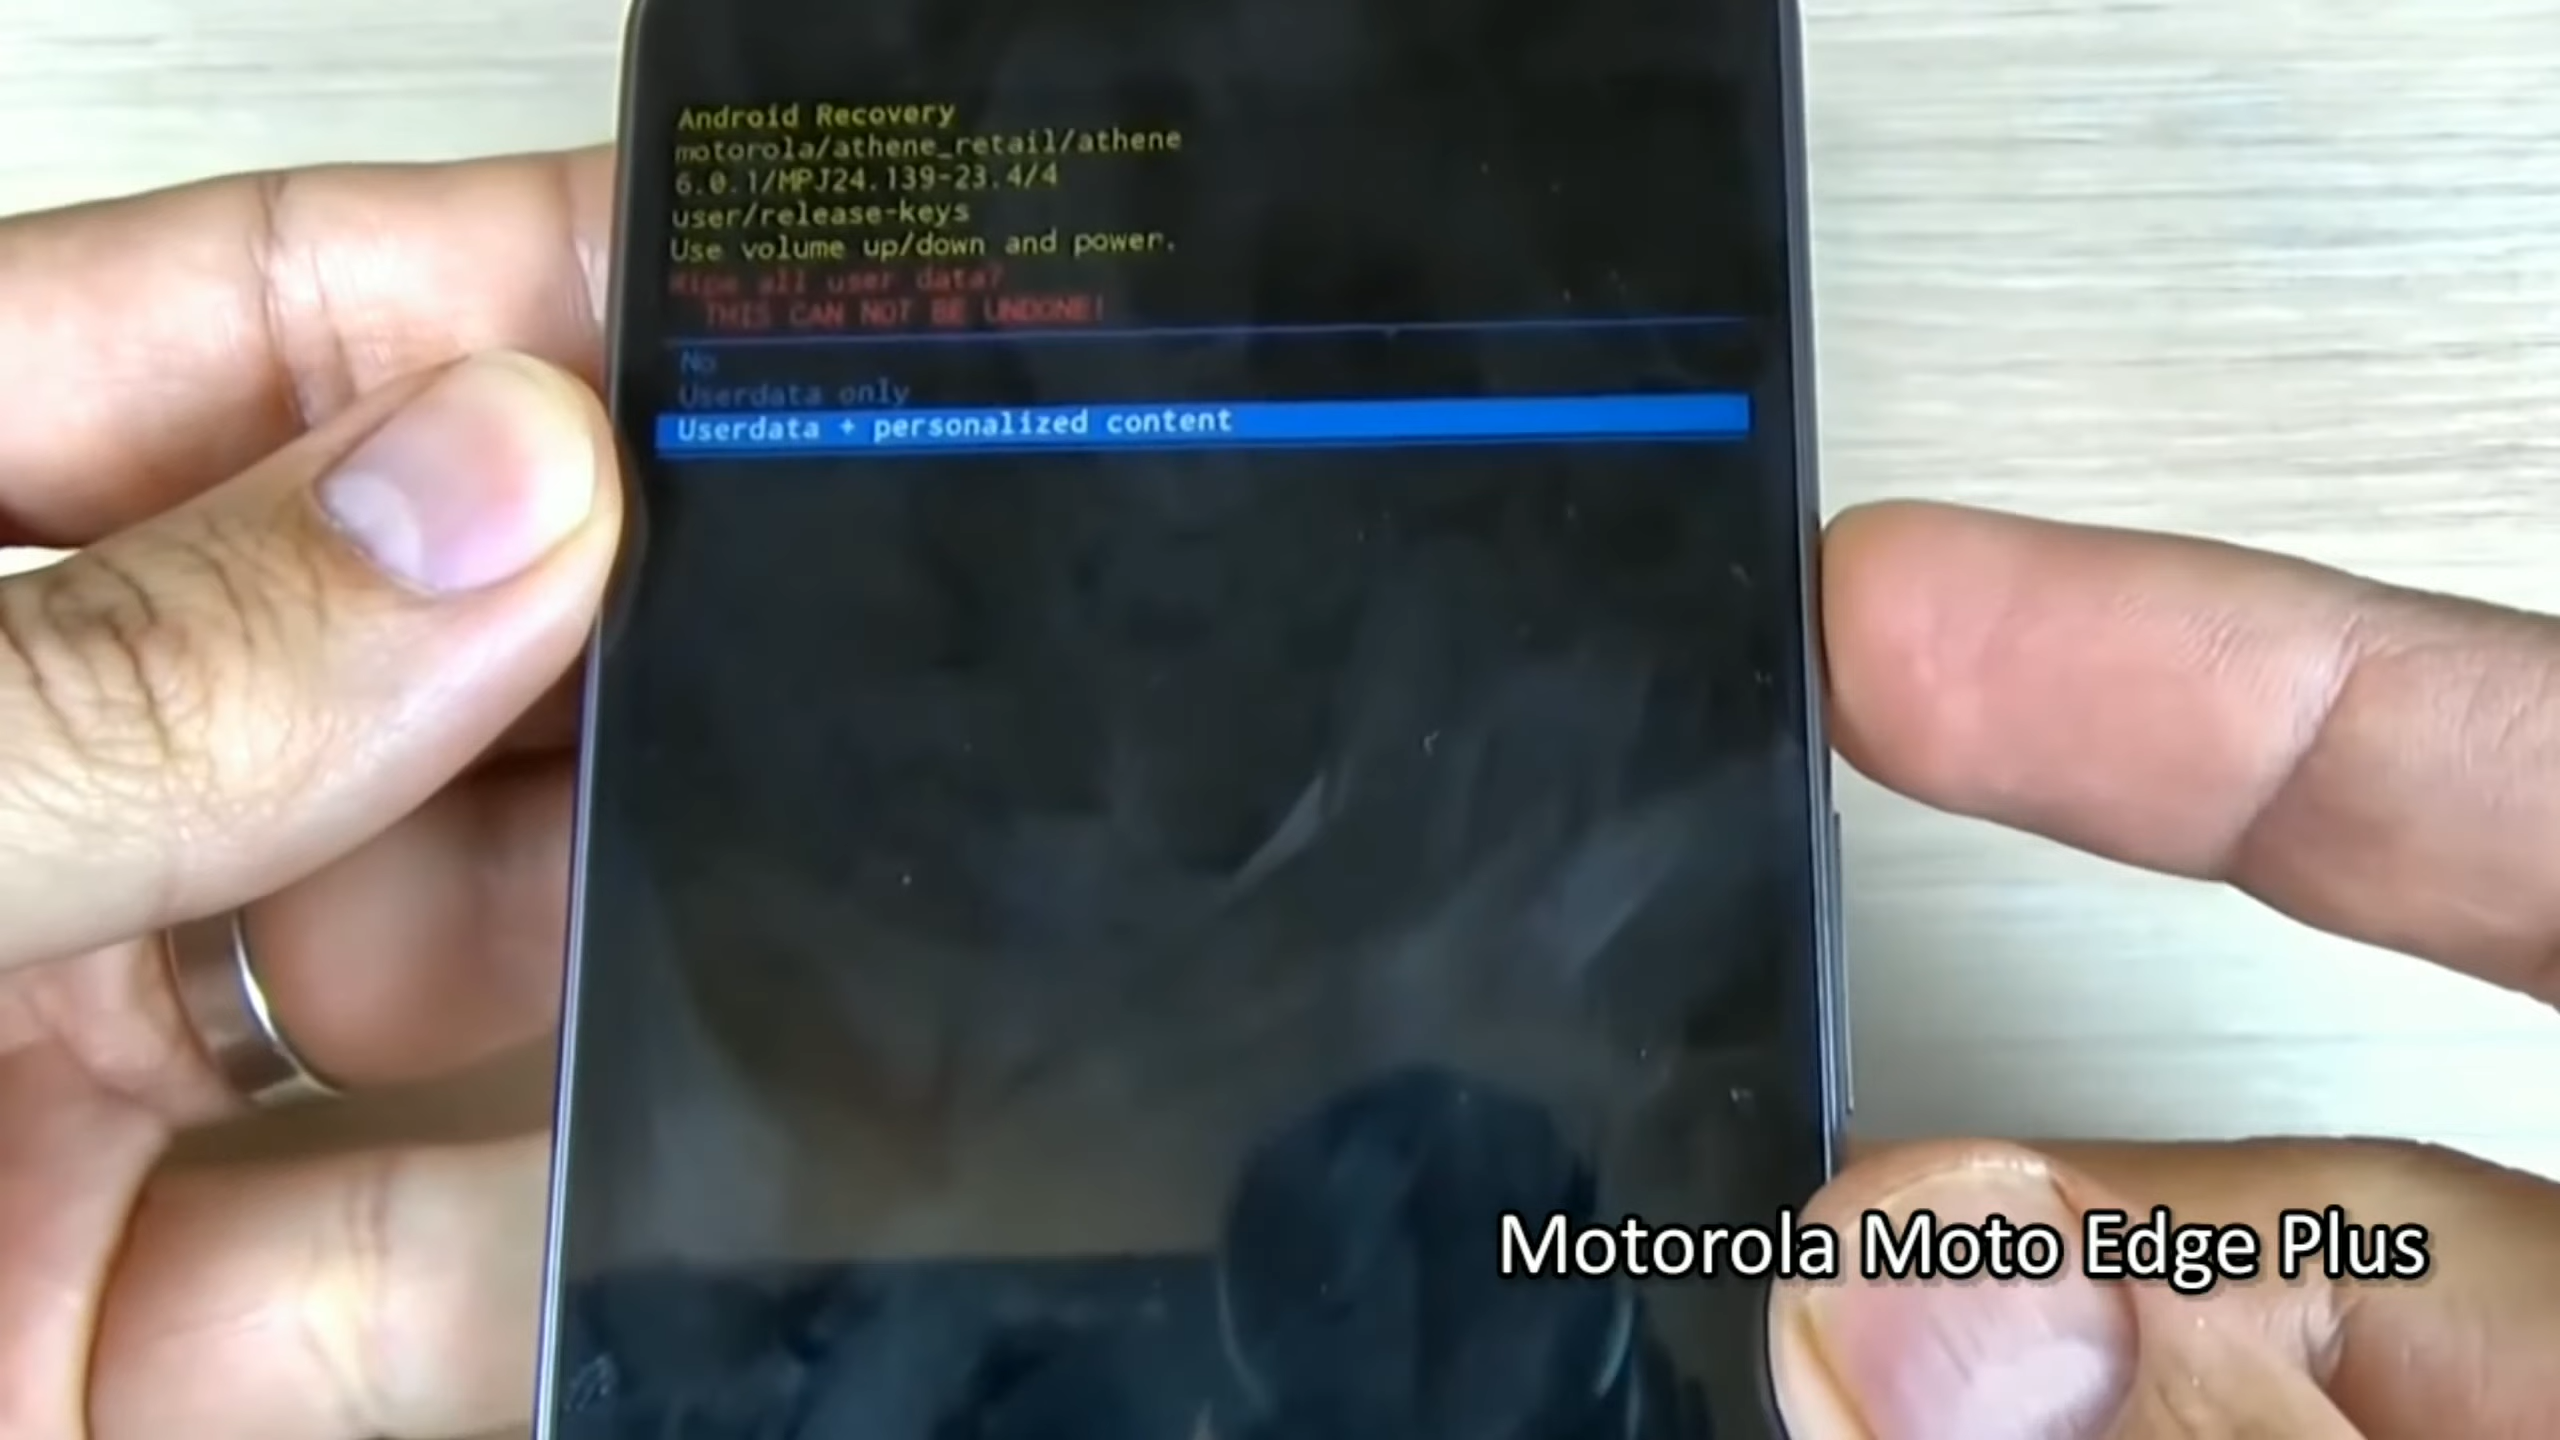 Android Recovery
motorola/athene_retail/athene
6.0.1/MPJ24.139-23.4/4
user/release-keys
Use volume up/down and power.
Wipe all user data?
THIS CAN NOT BE UNDONE!
No
Userdata only
Userdata + personalized content
Motorola Moto Edge Plus